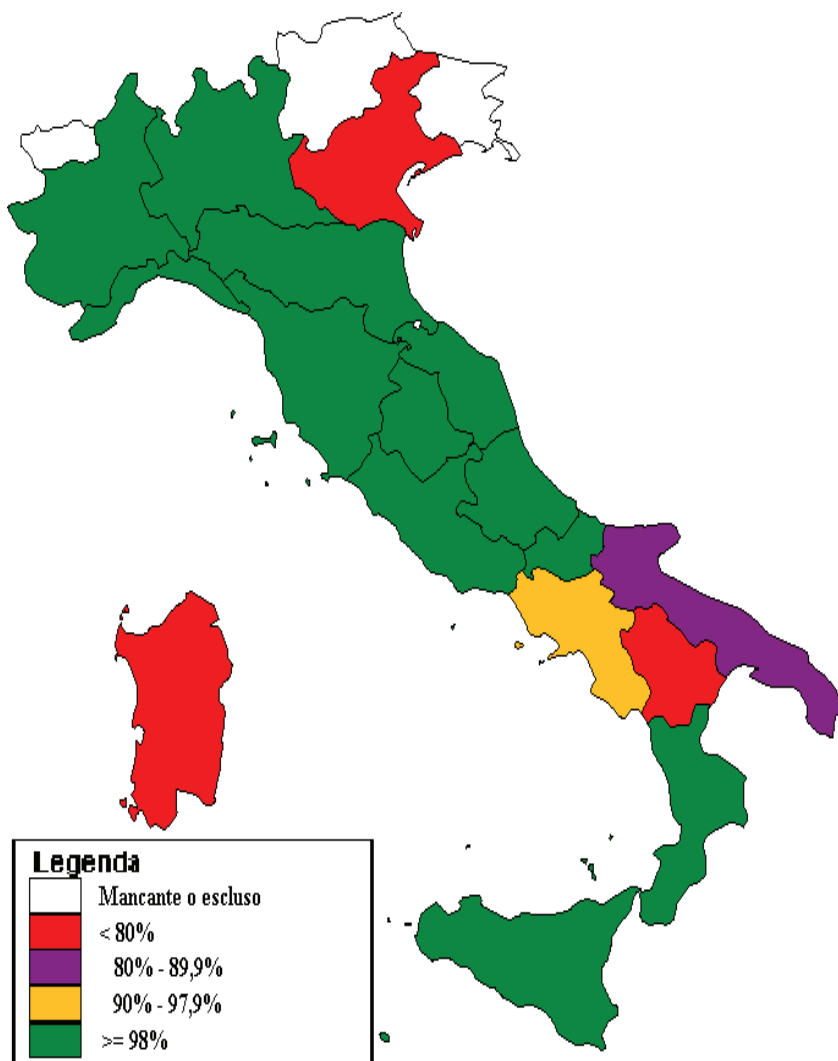 Legenda
Mancante o escluso
< 80%
80% - 89,9%
90% - 97,9%
>= 98%